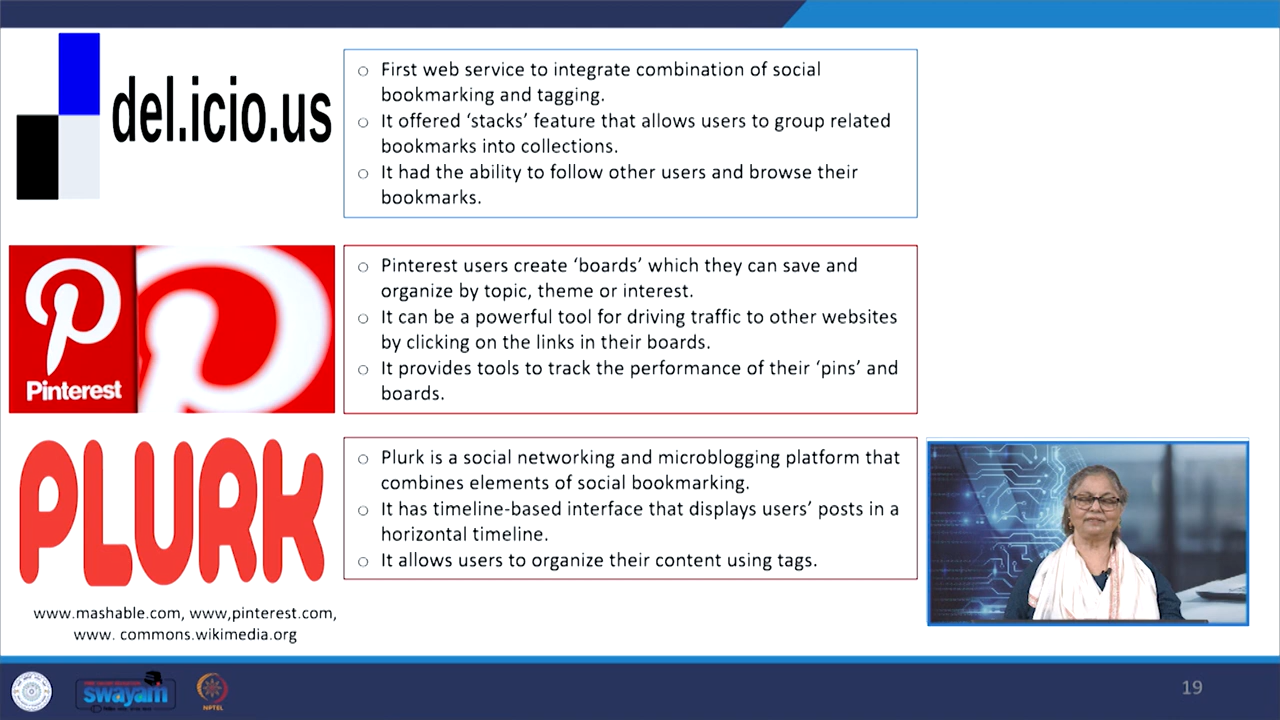 del.icio.us
○ First web service to integrate combination of social
bookmarking and tagging.
○ It offered ‘stacks’ feature that allows users to group related
bookmarks into collections.
○ It had the ability to follow other users and browse their
bookmarks.
Pinterest
○ Pinterest users create ‘boards’ which they can save and
organize by topic, theme or interest.
○ It can be a powerful tool for driving traffic to other websites
by clicking on the links in their boards.
○ It provides tools to track the performance of their ‘pins’ and
boards.
PLURK
○ Plurk is a social networking and microblogging platform that
combines elements of social bookmarking.
○ It has timeline-based interface that displays users’ posts in a
horizontal timeline.
○ It allows users to organize their content using tags.
www.mashable.com, www,pinterest.com,
www. commons.wikimedia.org
swayam
NPTEL
19